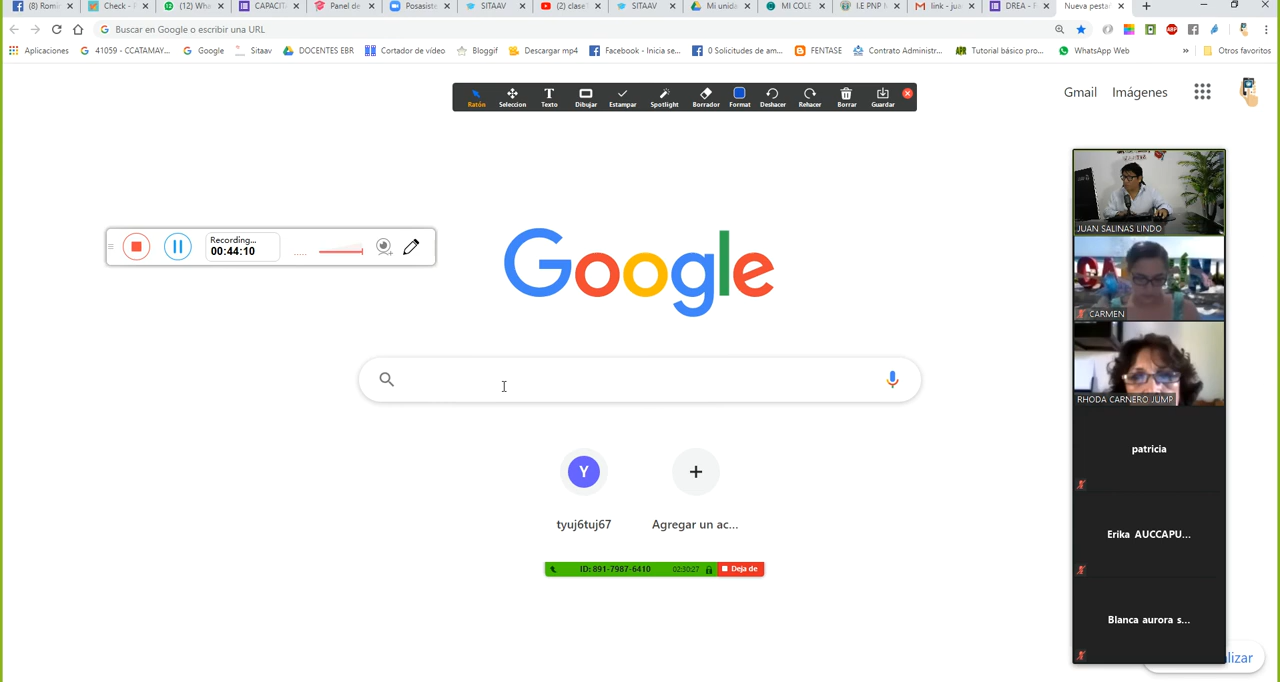 (8) Romi
Check - F
(12) Wha
CAPACIT
Panel de
Posasiste
SITAAV
(2) clase
SITAAV
Mi unida
MI COLE
I.E PNP M
link - jua
DREA - F
Nueva pesta
Buscar en Google o escribir una URL
Aplicaciones
41059 - CCATAMAY...
Google
Sitaav
DOCENTES EBR
Cortador de vídeo
Bloggif
Descargar mp4
Facebook - Inicia se...
0 Solicitudes de am...
FENTASE
Contrato Administr...
Tutorial básico pro...
WhatsApp Web
»
Otros favoritos
Ratón
Seleccion
Texto
Dibujar
Estampar
Spotlight
Borrador
Format
Deshacer
Rehacer
Borrar
Guardar
Gmail
Imágenes
Recording...
00:44:10
Google
Y
tyuj6tuj67
Agregar un ac...
ID: 891-7987-6410
02:30:27
Deja de
JUAN SALINAS LINDO
CARMEN
RHODA CARNERO JUMP
patricia
Erika AUCCAPU...
Blanca aurora s...
lizar